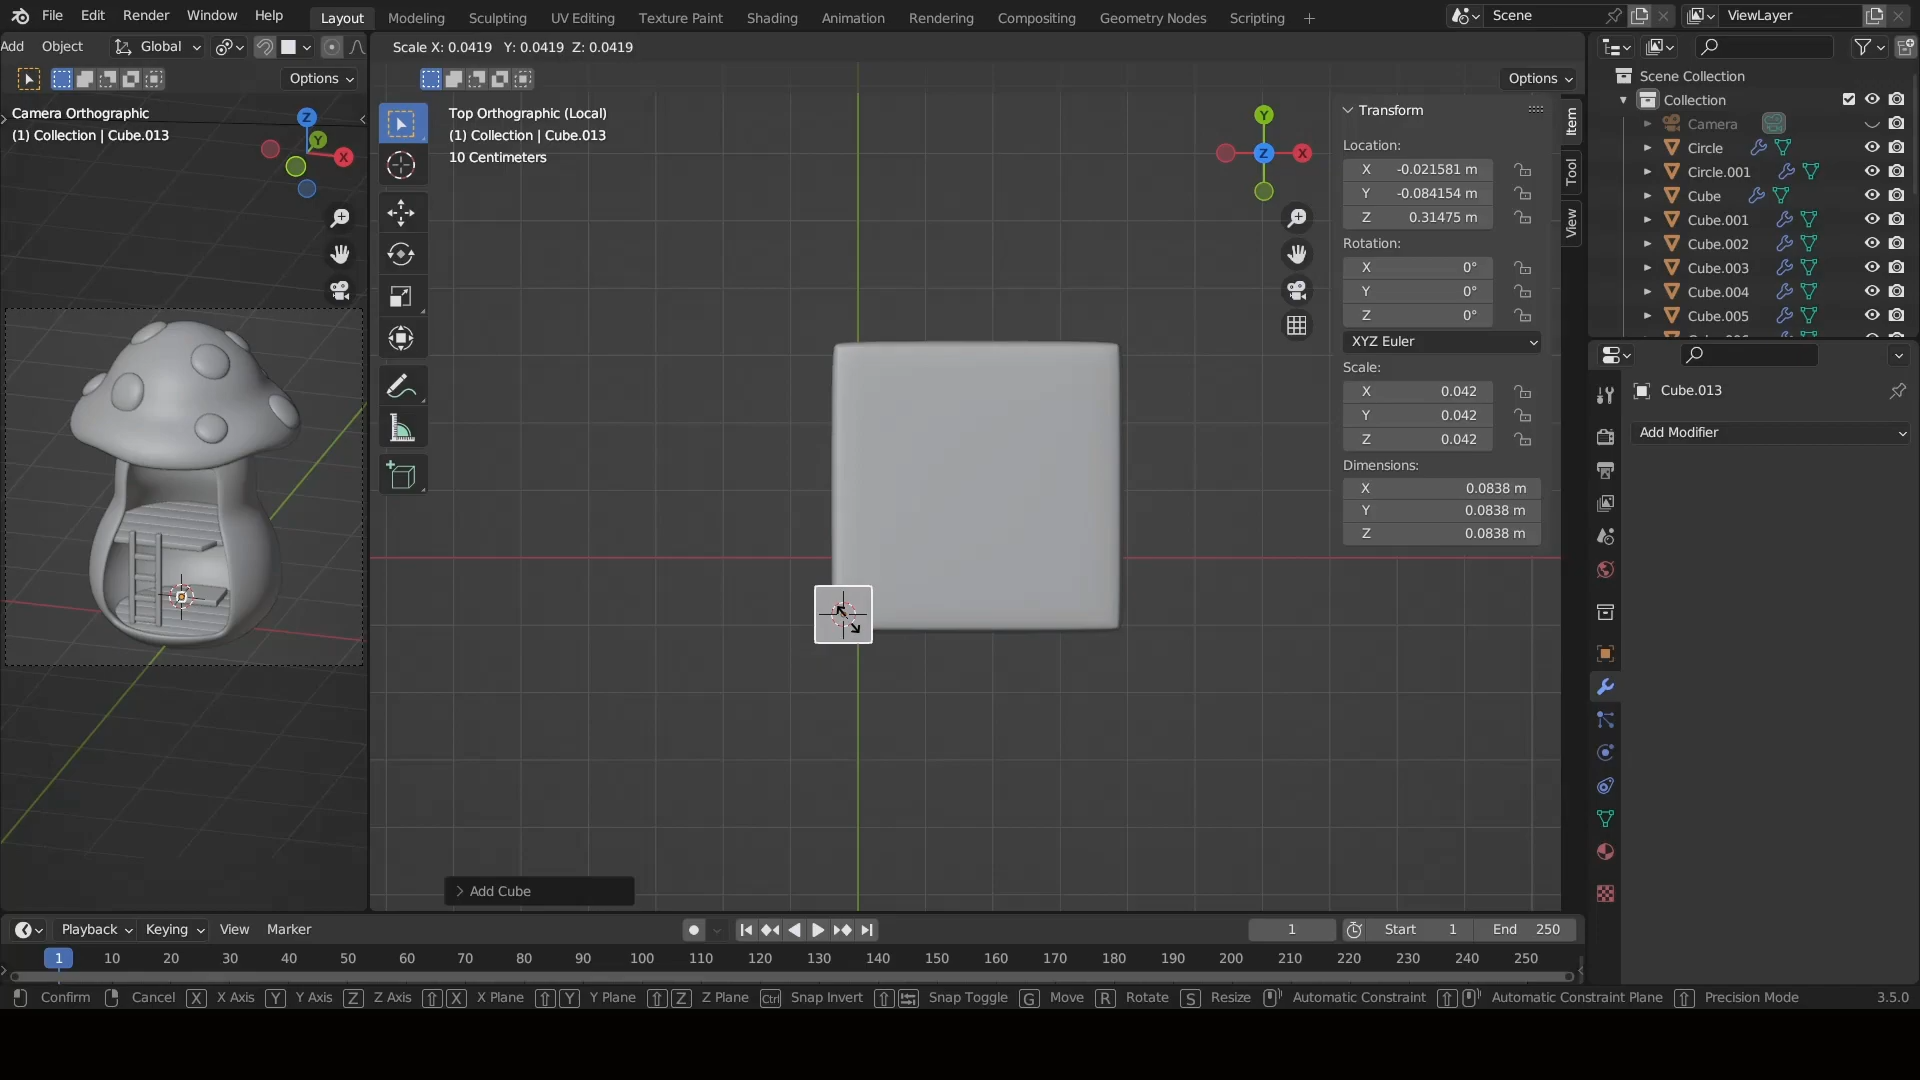 File Edit Render Window Help Layout Modeling Sculpting UV Editing Texture Paint Shading Animation Rendering Compositing Geometry Nodes Scripting + Scene ViewLayer
Add Object Global Scale X: 0.0419 Y: 0.0419 Z: 0.0419
Options Options
Camera Orthographic
(1) Collection | Cube.013
Z
Y
X
Top Orthographic (Local)
(1) Collection | Cube.013
10 Centimeters
Y
Z
X
Transform
Location:
X -0.021581 m
Y -0.084154 m
Z 0.31475 m
Rotation:
X 0°
Y 0°
Z 0°
XYZ Euler
Scale:
X 0.042
Y 0.042
Z 0.042
Dimensions:
X 0.0838 m
Y 0.0838 m
Z 0.0838 m
Item
Tool
View
Scene Collection
Collection
Camera
Circle
Circle.001
Cube
Cube.001
Cube.002
Cube.003
Cube.004
Cube.005
Cube.013
Add Modifier
Add Cube
Playback Keying View Marker 1 Start 1 End 250
1 10 20 30 40 50 60 70 80 90 100 110 120 130 140 150 160 170 180 190 200 210 220 230 240 250
Confirm Cancel X X Axis Y Y Axis Z Z Axis X X Plane Y Y Plane Z Z Plane Ctrl Snap Invert Snap Toggle G Move R Rotate S Resize Automatic Constraint Automatic Constraint Plane Precision Mode 3.5.0